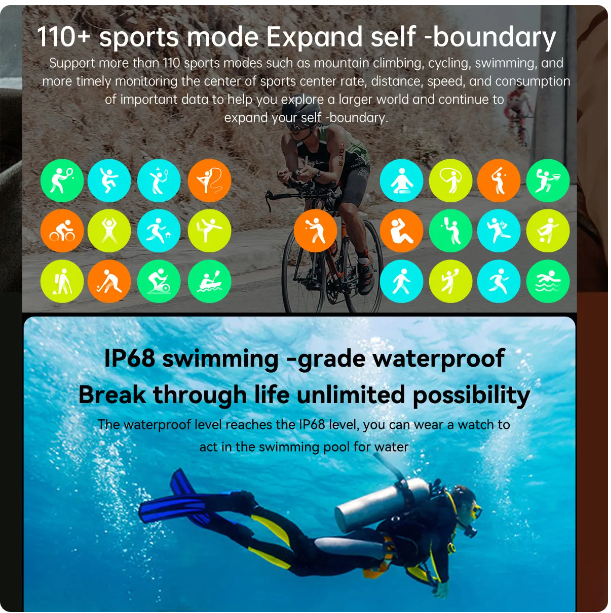 110+ sports mode Expand self -boundary
Support more than 110 sports modes such as mountain climbing, cycling, swimming, and
more timely monitoring the center of sports center rate, distance, speed, and consumption
of important data to help you explore a larger world and continue to
expand your self -boundary.
IP68 swimming -grade waterproof
Break through life unlimited possibility
The waterproof level reaches the IP68 level, you can wear a watch to
act in the swimming pool for water